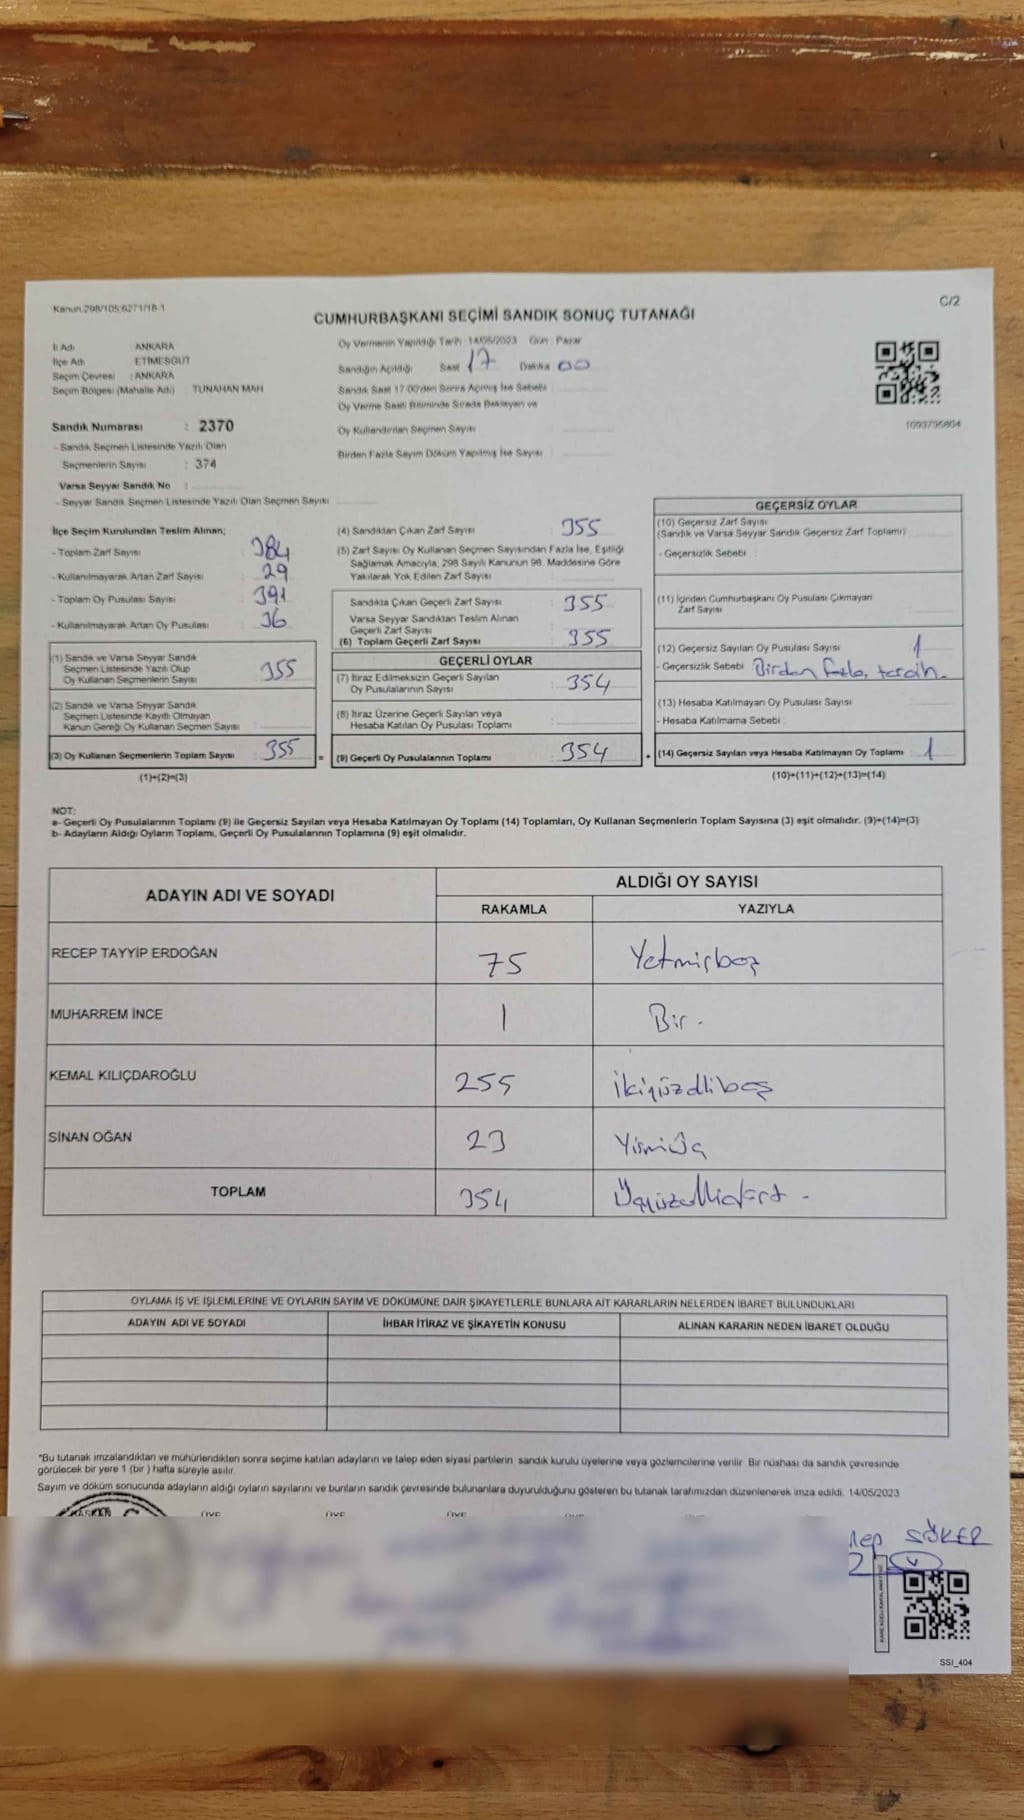 Kanun:298/105;6271/18-1
C/2
CUMHURBAŞKANI SEÇİMİ SANDIK SONUÇ TUTANAĞI
İl Adı : ANKARA
İlçe Adı : ETİMESGUT
Seçim Çevresi : ANKARA
Seçim Bölgesi (Mahalle Adı) : TUNAHAN MAH
Sandık Numarası : 2370
- Sandık Seçmen Listesinde Yazılı Olan
Seçmenlerin Sayısı : 374
Varsa Seyyar Sandık No :
- Seyyar Sandık Seçmen Listesinde Yazılı Olan Seçmen Sayısı
Oy Vermenin Yapıldığı Tarih : 14/05/2023 Gün : Pazar
Sandığın Açıldığı Saat 17 Dakika 00
Sandık Saat 17:00'den Sonra Açılmış İse Sebebi :
Oy Verme Saati Bitiminde Sırada Bekleyen ve
Oy Kullandırılan Seçmen Sayısı :
Birden Fazla Sayım Döküm Yapılmış İse Sayısı :
1093795864
İlçe Seçim Kurulundan Teslim Alınan;
- Toplam Zarf Sayısı : 384
- Kullanılmayarak Artan Zarf Sayısı : 29
- Toplam Oy Pusulası Sayısı : 391
- Kullanılmayarak Artan Oy Pusulası : 36
(1) Sandık ve Varsa Seyyar Sandık
Seçmen Listesinde Yazılı Olup
Oy Kullanan Seçmenlerin Sayısı : 355
(2) Sandık ve Varsa Seyyar Sandık
Seçmen Listesinde Kayıtlı Olmayan
Kanun Gereği Oy Kullanan Seçmen Sayısı :
(3) Oy Kullanan Seçmenlerin Toplam Sayısı : 355
(1)+(2)=(3)
(4) Sandıktan Çıkan Zarf Sayısı : 355
(5) Zarf Sayısı Oy Kullanan Seçmen Sayısından Fazla İse, Eşitliği
Sağlamak Amacıyla, 298 Sayılı Kanunun 98. Maddesine Göre
Yakılarak Yok Edilen Zarf Sayısı :
Sandıkta Çıkan Geçerli Zarf Sayısı : 355
Varsa Seyyar Sandıktan Teslim Alınan
Geçerli Zarf Sayısı :
(6) Toplam Geçerli Zarf Sayısı : 355
GEÇERLİ OYLAR
(7) İtiraz Edilmeksizin Geçerli Sayılan
Oy Pusulalarının Sayısı : 354
(8) İtiraz Üzerine Geçerli Sayılan veya
Hesaba Katılan Oy Pusulası Toplamı :
= (9) Geçerli Oy Pusulalarının Toplamı : 354 +
GEÇERSİZ OYLAR
(10) Geçersiz Zarf Sayısı
(Sandık ve Varsa Seyyar Sandık Geçersiz Zarf Toplamı) :
- Geçersizlik Sebebi :
(11) İçinden Cumhurbaşkanı Oy Pusulası Çıkmayan
Zarf Sayısı :
(12) Geçersiz Sayılan Oy Pusulası Sayısı : 1
- Geçersizlik Sebebi : Birden fazla tercih.
(13) Hesaba Katılmayan Oy Pusulası Sayısı :
- Hesaba Katılmama Sebebi :
(14) Geçersiz Sayılan veya Hesaba Katılmayan Oy Toplamı : 1
(10)+(11)+(12)+(13)=(14)
NOT:
a- Geçerli Oy Pusulalarının Toplamı (9) ile Geçersiz Sayılan veya Hesaba Katılmayan Oy Toplamı (14) Toplamları, Oy Kullanan Seçmenlerin Toplam Sayısına (3) eşit olmalıdır. (9)+(14)=(3)
b- Adayların Aldığı Oyların Toplamı, Geçerli Oy Pusulalarının Toplamına (9) eşit olmalıdır.
ADAYIN ADI VE SOYADI
ALDIĞI OY SAYISI
RAKAMLA YAZIYLA
RECEP TAYYİP ERDOĞAN 75 Yetmişbeş
MUHARREM İNCE 1 Bir.
KEMAL KILIÇDAROĞLU 255 İkiyüzellibeş
SİNAN OĞAN 23 Yirmiüç
TOPLAM 354 Üçyüzellidört.
OYLAMA İŞ VE İŞLEMLERİNE VE OYLARIN SAYIM VE DÖKÜMÜNE DAİR ŞİKAYETLERLE BUNLARA AİT KARARLARIN NELERDEN İBARET BULUNDUKLARI
ADAYIN ADI VE SOYADI İHBAR İTİRAZ VE ŞİKAYETİN KONUSU ALINAN KARARIN NEDEN İBARET OLDUĞU
*Bu tutanak imzalandıktan ve mühürlendikten sonra seçime katılan adayların ve talep eden siyasi partilerin sandık kurulu üyelerine veya gözlemcilerine verilir. Bir nüshası da sandık çevresinde
görülecek bir yere 1 (bir) hafta süreyle asılır.
Sayım ve döküm sonucunda adayların aldığı oyların sayılarını ve bunların sandık çevresinde bulunanlara duyurulduğunu gösteren bu tutanak tarafımızdan düzenlenerek imza edildi. 14/05/2023
BAŞKAN ÜYE ÜYE ÜYE ÜYE
SÖKER
SSI_404